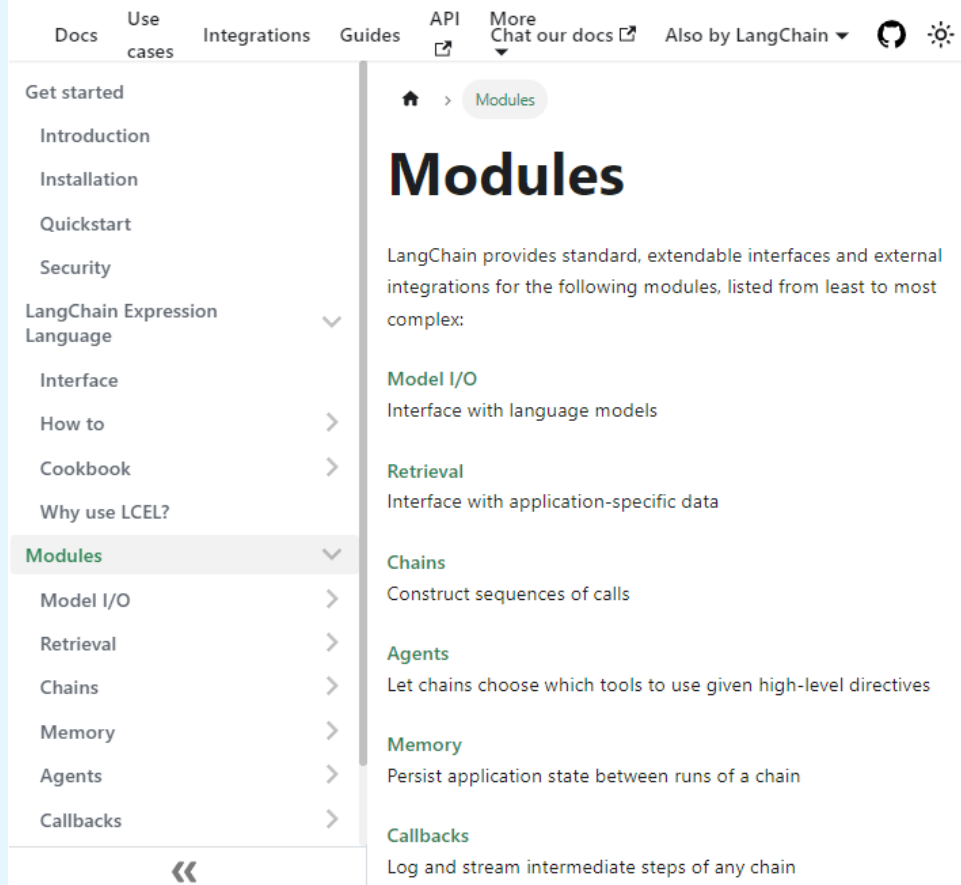 Docs
Use cases
Integrations
Guides
API
More
Chat our docs
Also by LangChain
Get started
Introduction
Installation
Quickstart
Security
LangChain Expression
Language
Interface
How to
Cookbook
Why use LCEL?
Modules
Model I/O
Retrieval
Chains
Memory
Agents
Callbacks
Modules
Modules
LangChain provides standard, extendable interfaces and external
integrations for the following modules, listed from least to most
complex:
Model I/O
Interface with language models
Retrieval
Interface with application-specific data
Chains
Construct sequences of calls
Agents
Let chains choose which tools to use given high-level directives
Memory
Persist application state between runs of a chain
Callbacks
Log and stream intermediate steps of any chain